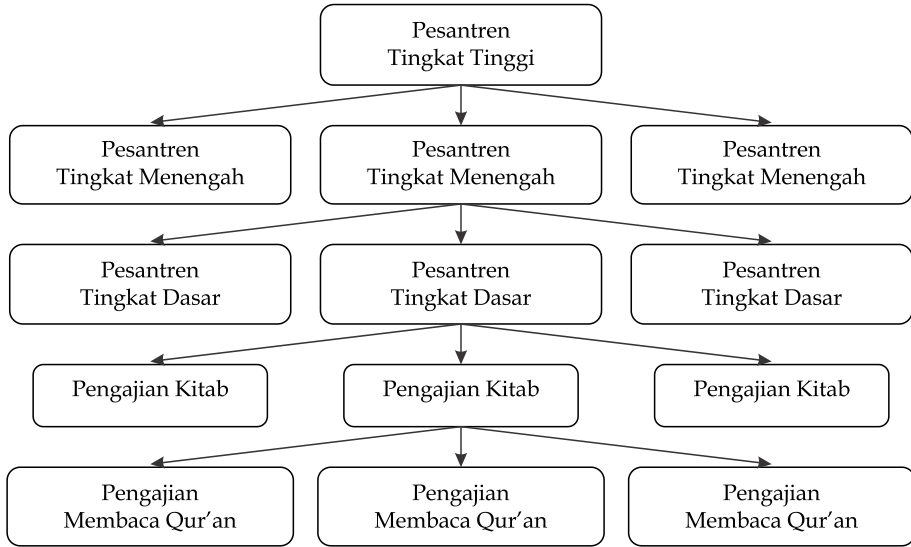 Pesantren
Tingkat Tinggi
Pesantren
Tingkat Menengah
Pesantren
Tingkat Menengah
Pesantren
Tingkat Menengah
Pesantren
Tingkat Dasar
Pesantren
Tingkat Dasar
Pesantren
Tingkat Dasar
Pengajian Kitab
Pengajian Kitab
Pengajian Kitab
Pengajian
Membaca Qur’an
Pengajian
Membaca Qur’an
Pengajian
Membaca Qur’an